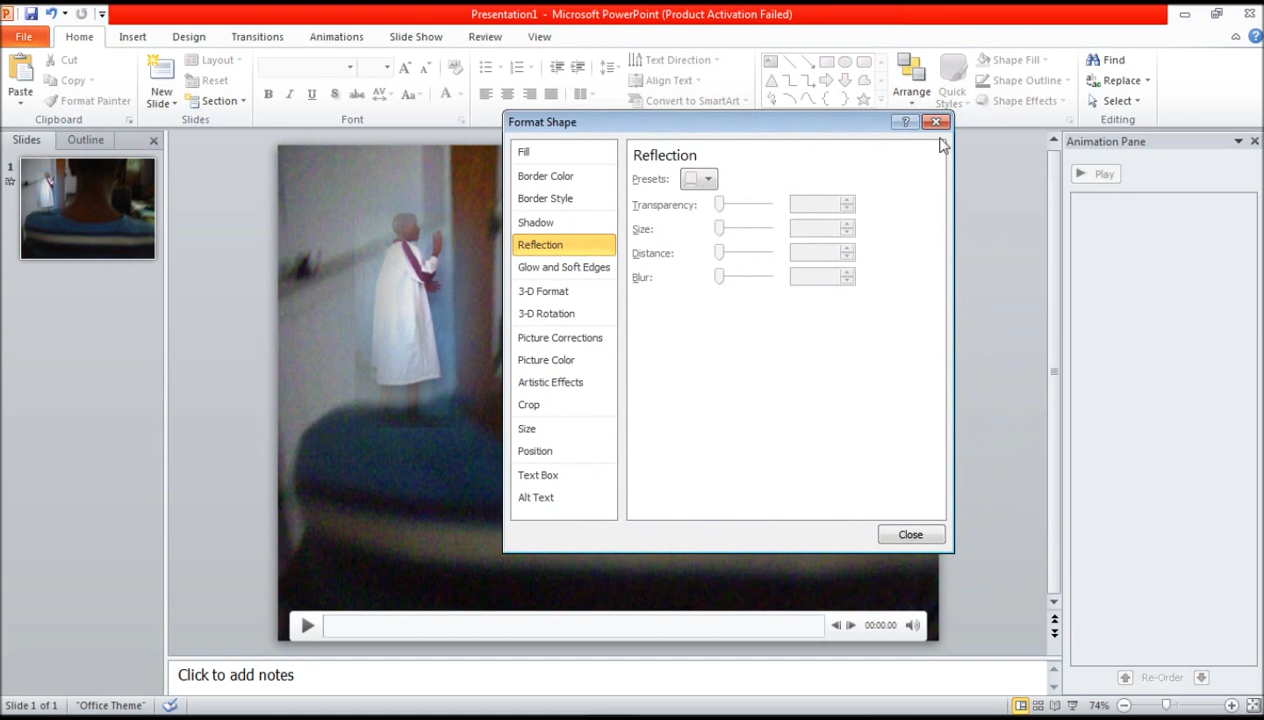 Presentation1 - Microsoft PowerPoint (Product Activation Failed)
File Home Insert Design Transitions Animations Slide Show Review View
Cut
Copy
Format Painter
Paste
Clipboard
New
Slide
Layout
Reset
Section
Slides
B I U S abc AV Aa A
Font
Text Direction
Align Text
Convert to SmartArt
Arrange
Quick
Styles
Shape Fill
Shape Outline
Shape Effects
Find
Replace
Select
Editing
Slides Outline
1
Format Shape
Fill
Border Color
Border Style
Shadow
Reflection
Glow and Soft Edges
3-D Format
3-D Rotation
Picture Corrections
Picture Color
Artistic Effects
Crop
Size
Position
Text Box
Alt Text
Reflection
Presets:
Transparency:
Size:
Distance:
Blur:
Close
Animation Pane
Play
00:00.00
Click to add notes
Re-Order
Slide 1 of 1 "Office Theme" 74%